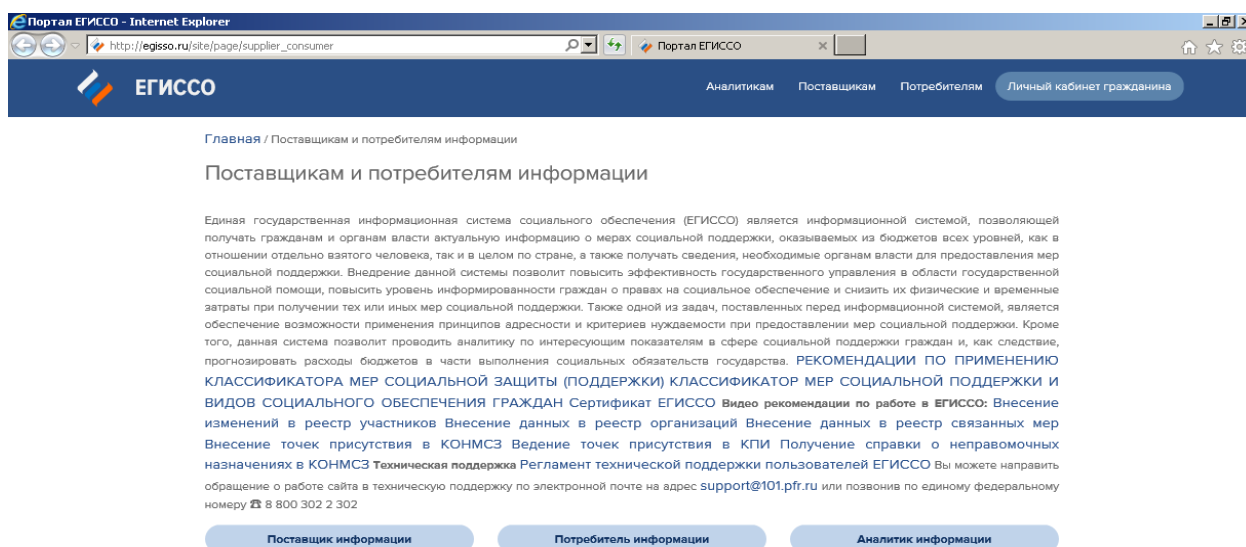 Портал ЕГИССО - Internet Explorer
http://egisso.ru/site/page/supplier_consumer
Портал ЕГИССО
ЕГИССО
Аналитикам
Поставщикам
Потребителям
Личный кабинет гражданина
Главная / Поставщикам и потребителям информации
Поставщикам и потребителям информации
Единая государственная информационная система социального обеспечения (ЕГИССО) является информационной системой, позволяющей
получать гражданам и органам власти актуальную информацию о мерах социальной поддержки, оказываемых из бюджетов всех уровней, как в
отношении отдельно взятого человека, так и в целом по стране, а также получать сведения, необходимые органам власти для предоставления мер
социальной поддержки. Внедрение данной системы позволит повысить эффективность государственного управления в области государственной
социальной помощи, повысить уровень информированности граждан о правах на социальное обеспечение и снизить их физические и временные
затраты при получении тех или иных мер социальной поддержки. Также одной из задач, поставленных перед информационной системой, является
обеспечение возможности применения принципов адресности и критериев нуждаемости при предоставлении мер социальной поддержки. Кроме
того, данная система позволит проводить аналитику по интересующим показателям в сфере социальной поддержки граждан и, как следствие,
прогнозировать расходы бюджетов в части выполнения социальных обязательств государства. РЕКОМЕНДАЦИИ ПО ПРИМЕНЕНИЮ
КЛАССИФИКАТОРА МЕР СОЦИАЛЬНОЙ ЗАЩИТЫ (ПОДДЕРЖКИ) КЛАССИФИКАТОР МЕР СОЦИАЛЬНОЙ ПОДДЕРЖКИ И
ВИДОВ СОЦИАЛЬНОГО ОБЕСПЕЧЕНИЯ ГРАЖДАН Сертификат ЕГИССО Видео рекомендации по работе в ЕГИССО: Внесение
изменений в реестр участников Внесение данных в реестр организаций Внесение данных в реестр связанных мер
Внесение точек присутствия в КОНМСЗ Ведение точек присутствия в КПИ Получение справки о неправомочных
назначениях в КОНМСЗ Техническая поддержка Регламент технической поддержки пользователей ЕГИССО Вы можете направить
обращение о работе сайта в техническую поддержку по электронной почте на адрес support@101.pfr.ru или позвонив по единому федеральному
номеру ☎ 8 800 302 2 302
Поставщик информации
Потребитель информации
Аналитик информации